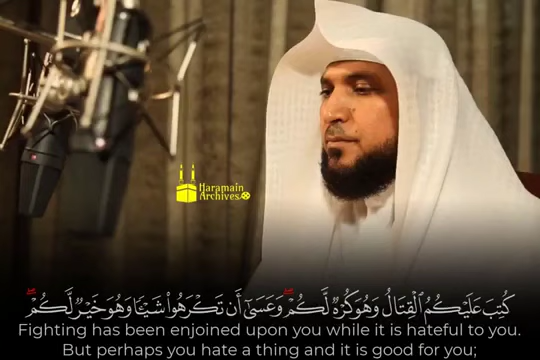 Haramain
Archives
كُتِبَ عَلَيْكُمُ الْقِتَالُ وَهُوَ كُرْهٌ لَّكُمْ ۖ وَعَسَىٰ أَن تَكْرَهُوا شَيْئًا وَهُوَ خَيْرٌ لَّكُمْ ۖ
Fighting has been enjoined upon you while it is hateful to you.
But perhaps you hate a thing and it is good for you;